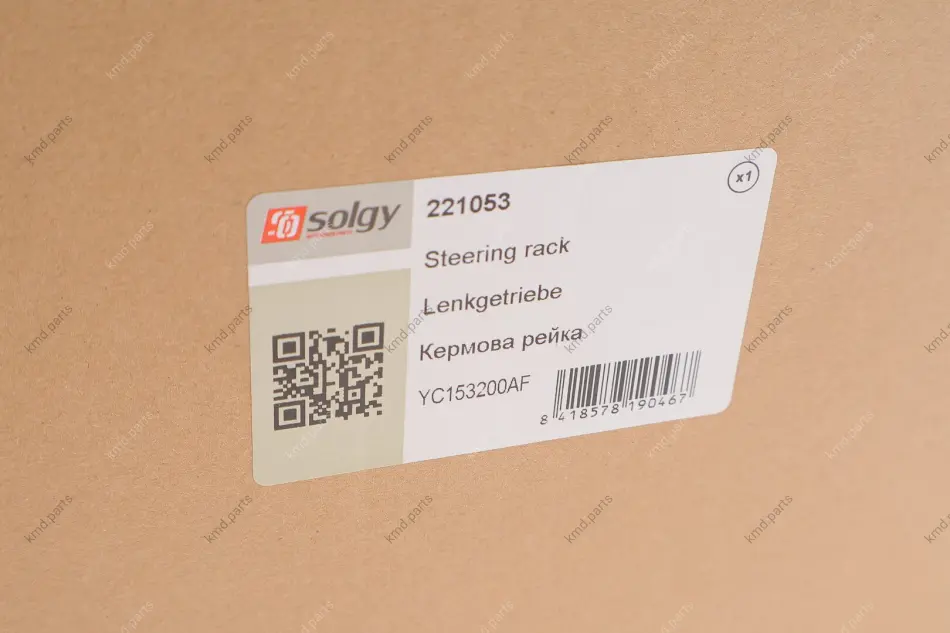 solgy
221053
x1
Steering rack
Lenkgetriebe
Кермова рейка
YC153200AF
8 418578 190467
kmd.parts